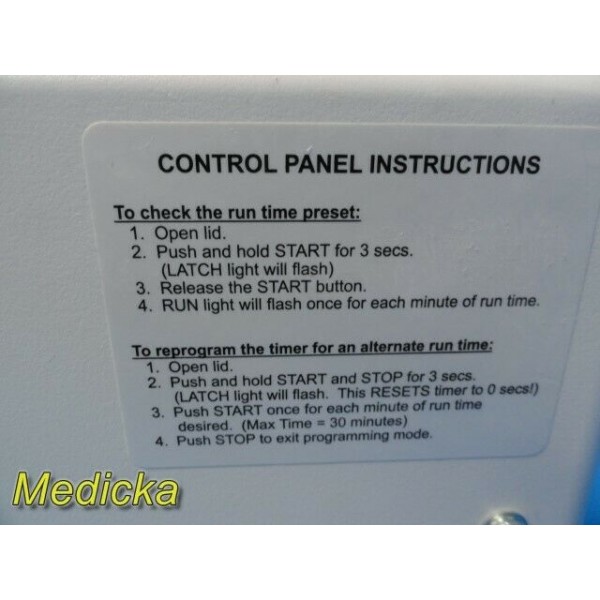 CONTROL PANEL INSTRUCTIONS
To check the run time preset:
1. Open lid.
2. Push and hold START for 3 secs.
(LATCH light will flash)
3. Release the START button.
4. RUN light will flash once for each minute of run time.
To reprogram the timer for an alternate run time:
1. Open lid.
2. Push and hold START and STOP for 3 secs.
(LATCH light will flash. This RESETS timer to 0 secs!)
3. Push START once for each minute of run time
desired. (Max Time = 30 minutes)
4. Push STOP to exit programming mode.
Medicka